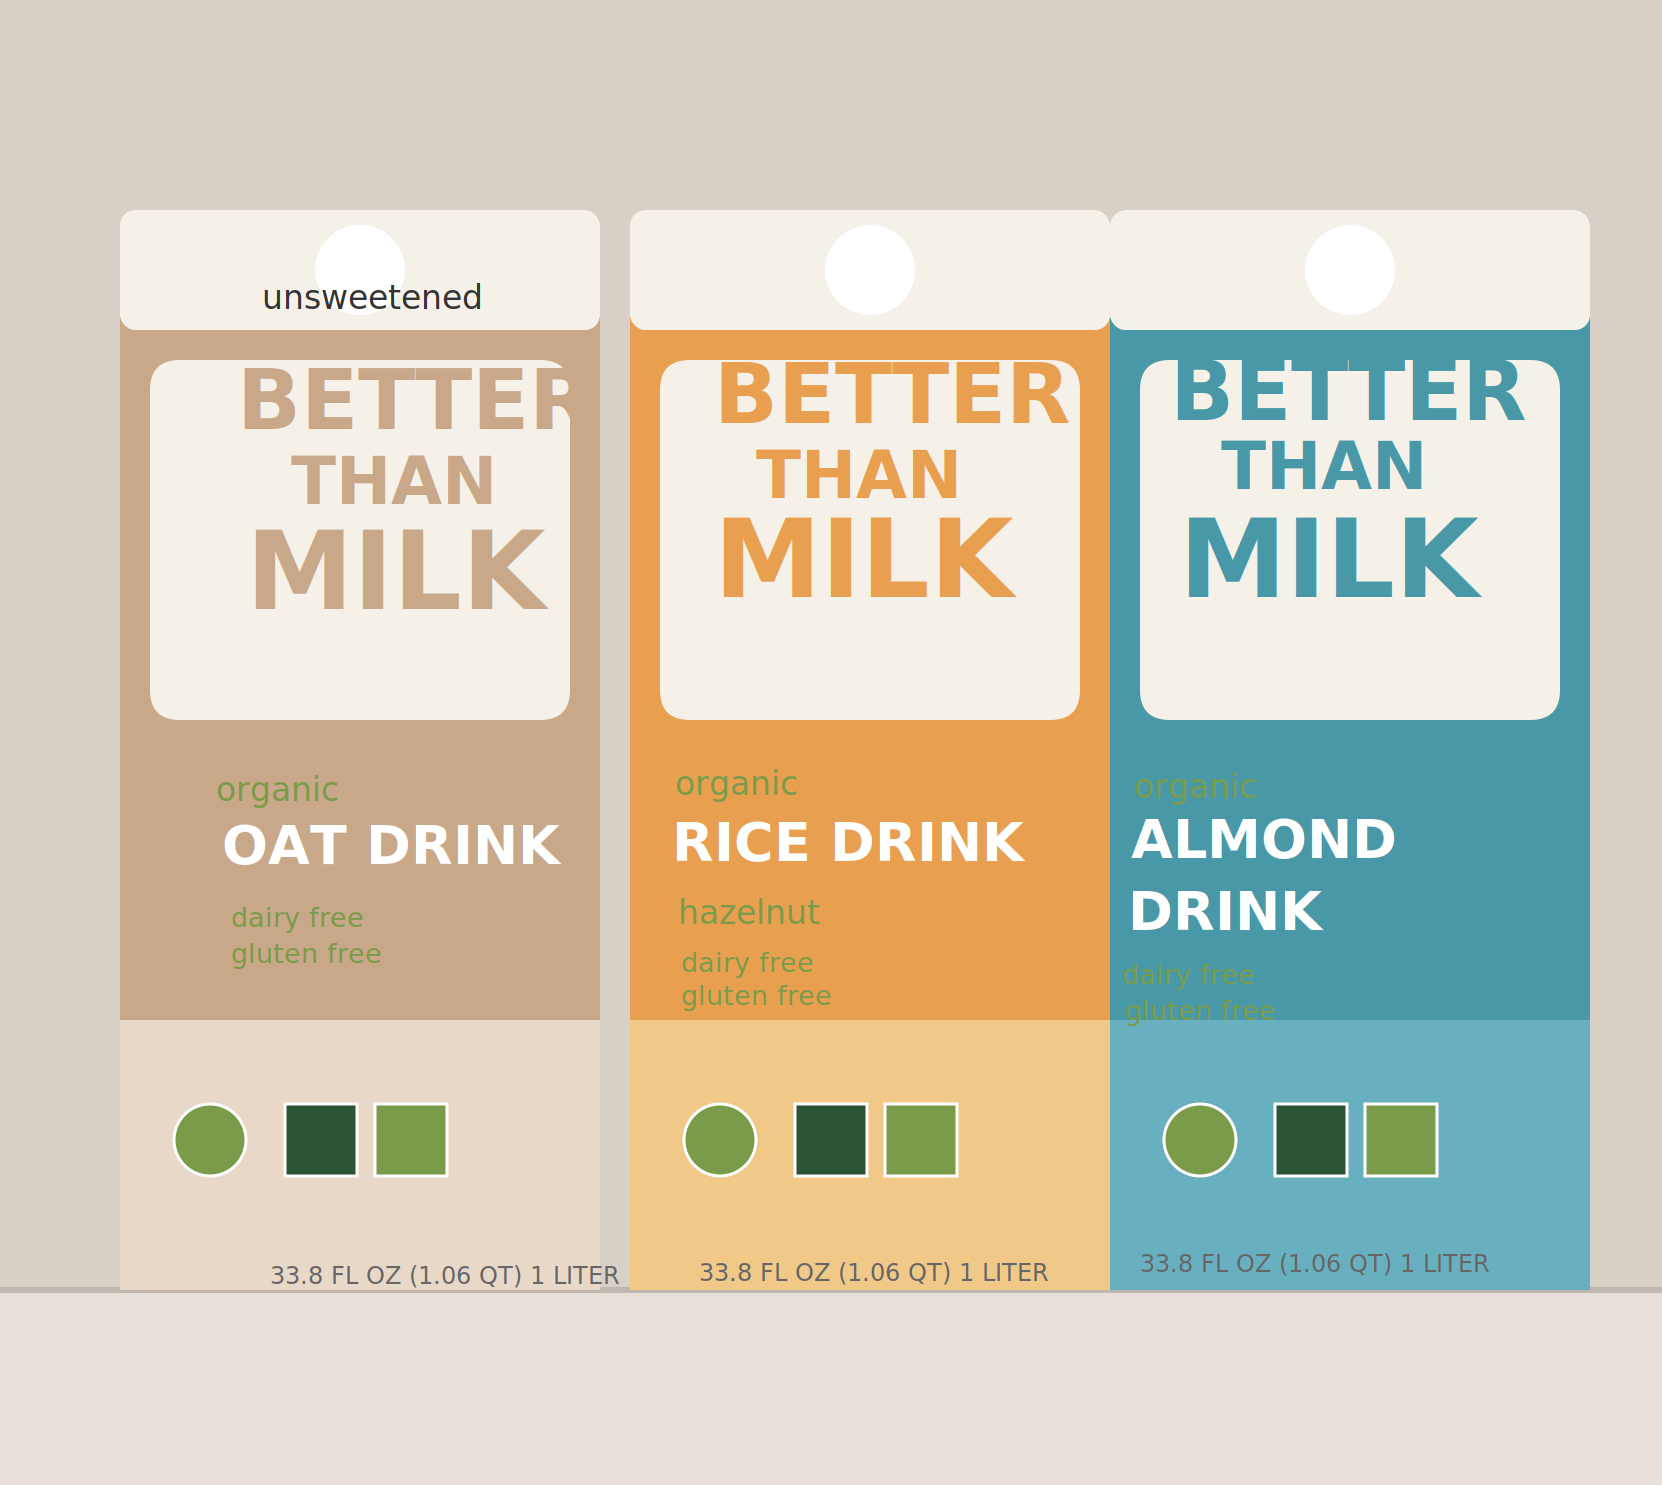 unsweetened
BETTER
THAN
MILK
organic
OAT DRINK
dairy free
gluten free
33.8 FL OZ (1.06 QT) 1 LITER
BETTER
THAN
MILK
organic
RICE DRINK
hazelnut
dairy free
gluten free
33.8 FL OZ (1.06 QT) 1 LITER
BETTER
THAN
MILK
organic
ALMOND
DRINK
dairy free
gluten free
33.8 FL OZ (1.06 QT) 1 LITER